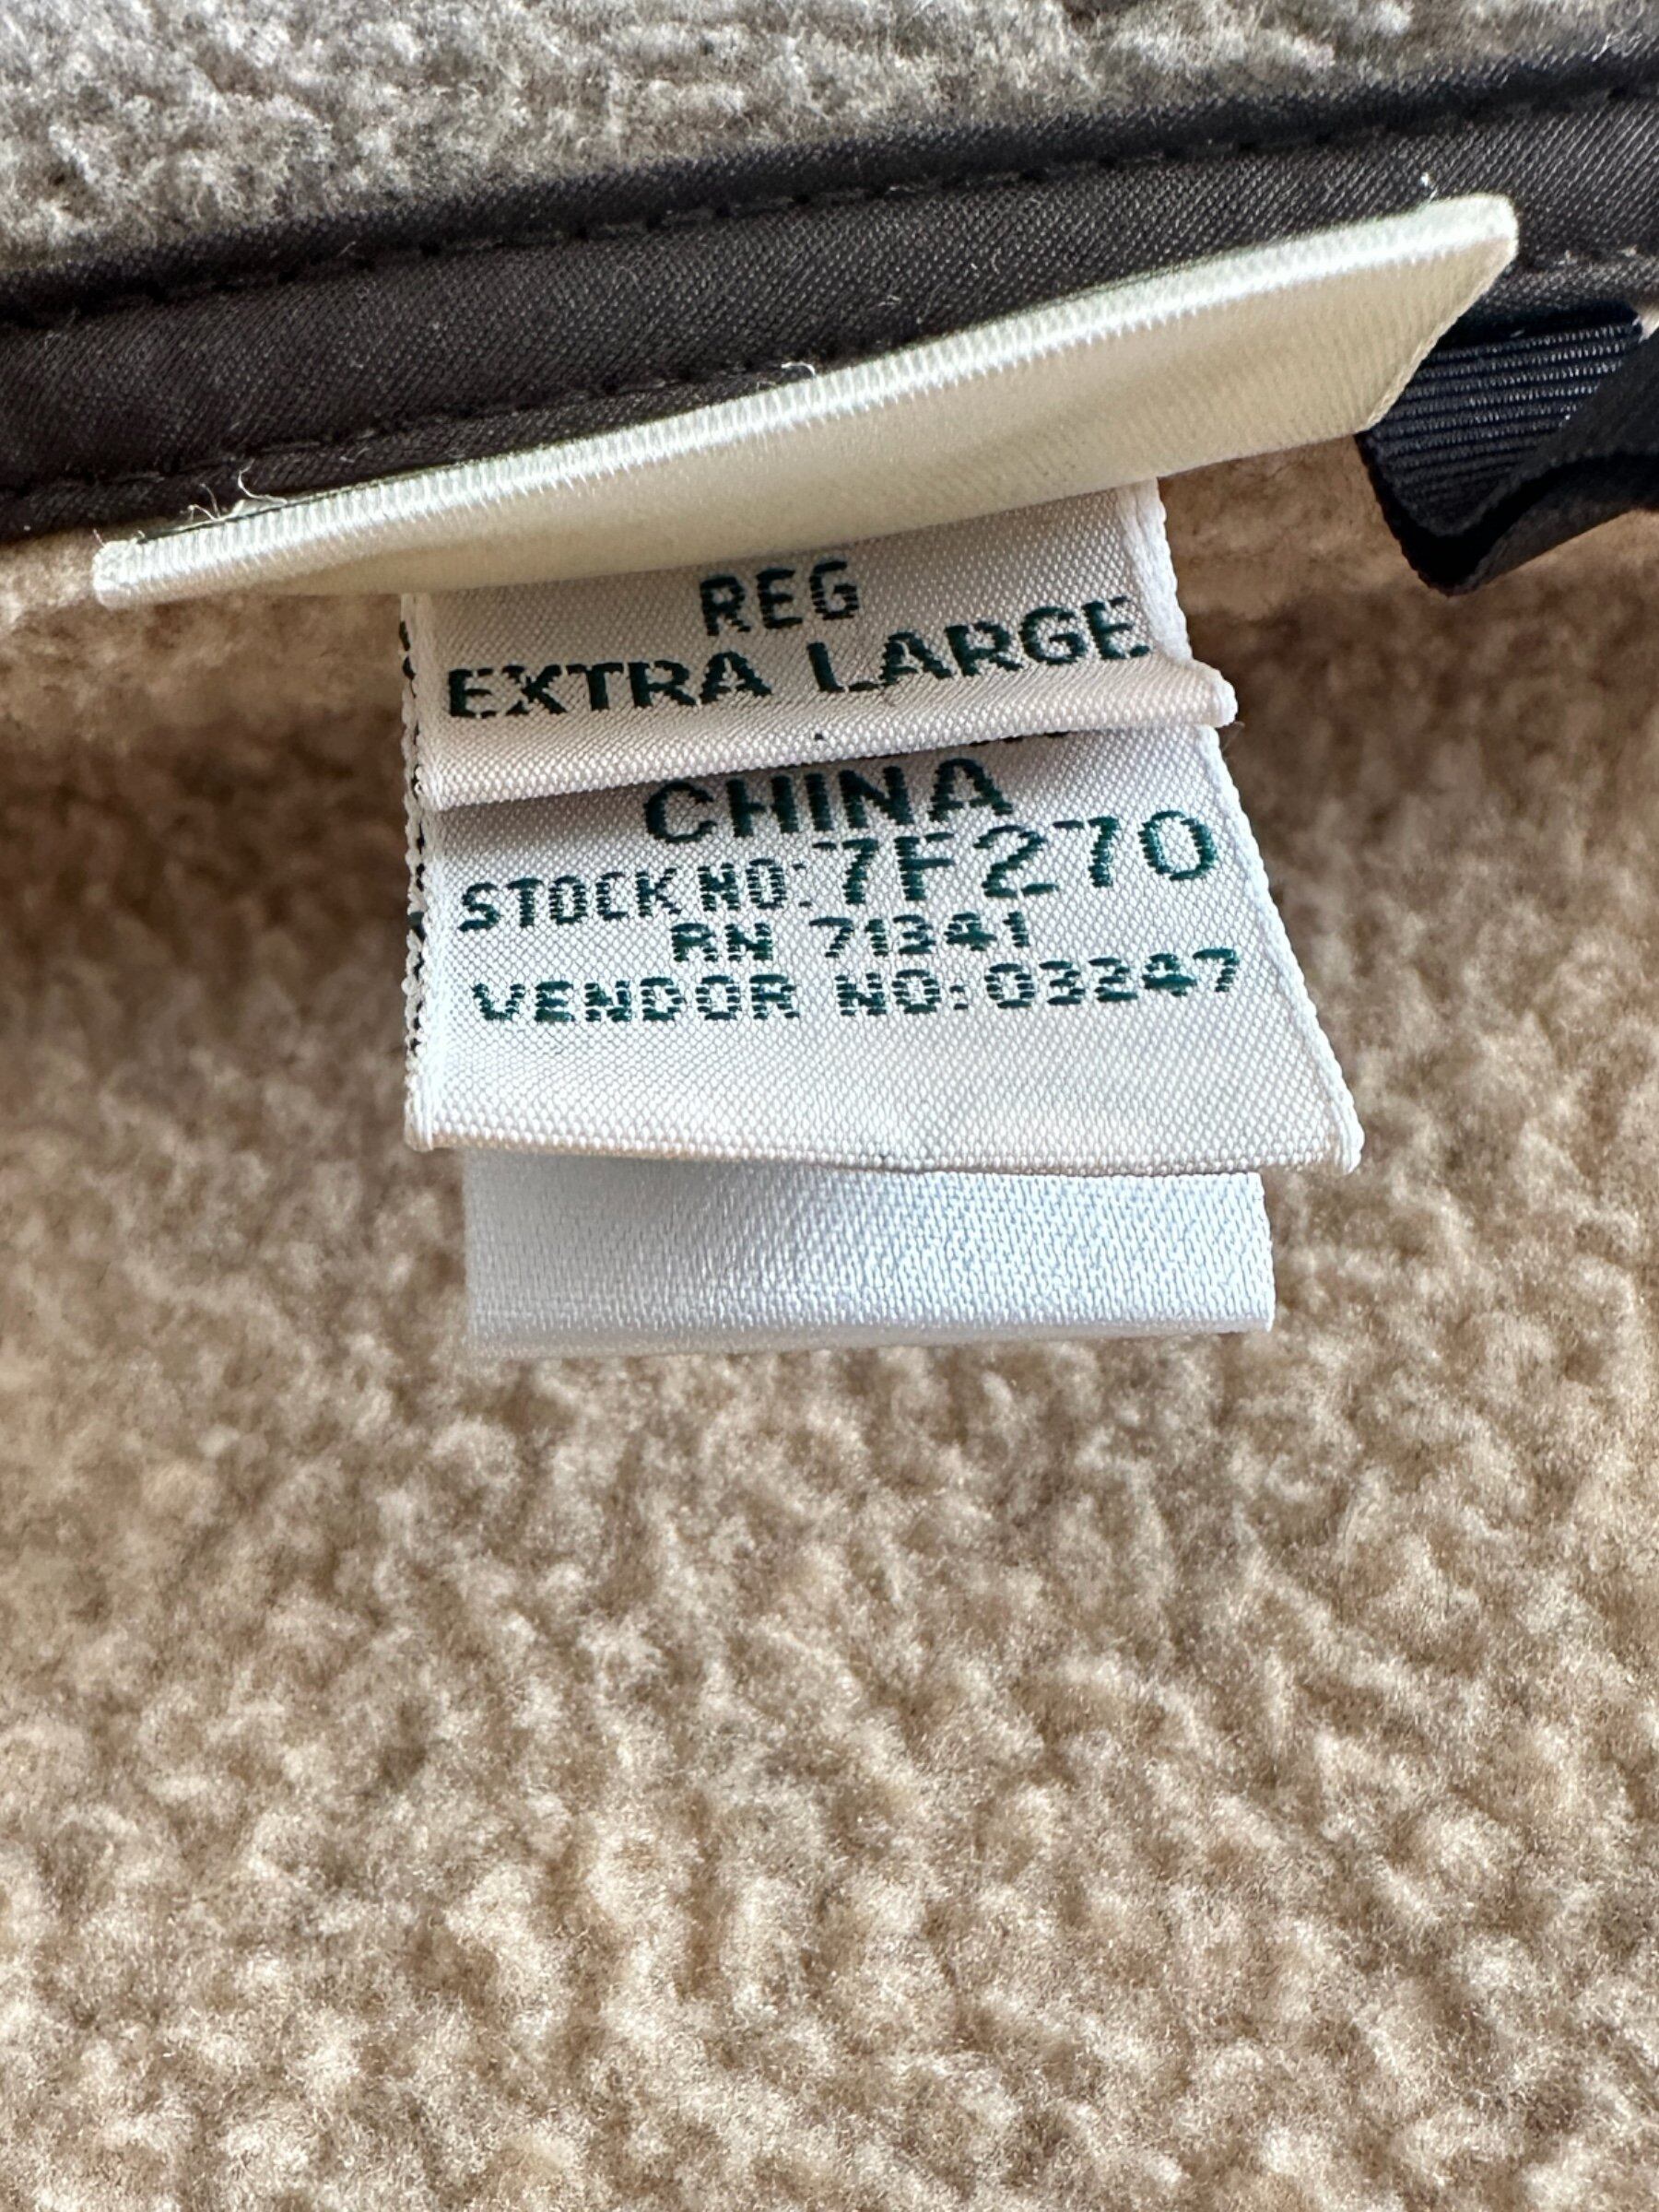 REG
EXTRA LARGE
CHINA
STOCK NO: 7F270
RN 71341
VENDOR NO: 03247